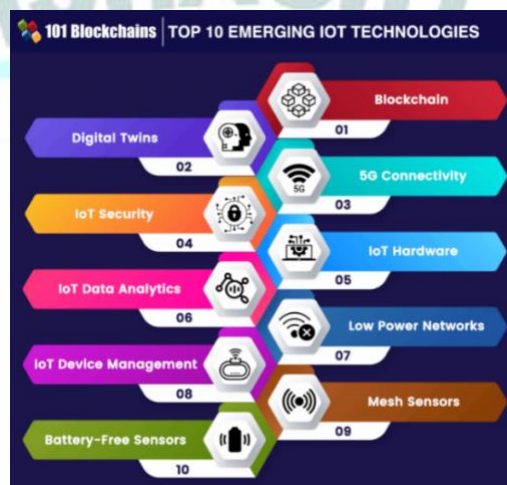 101 Blockchains TOP 10 EMERGING IOT TECHNOLOGIES
Blockchain
01
Digital Twins
02
5G
5G Connectivity
03
IoT Security
04
IoT Hardware
05
IoT Data Analytics
06
Low Power Networks
07
IoT Device Management
08
Mesh Sensors
09
Battery-Free Sensors
10